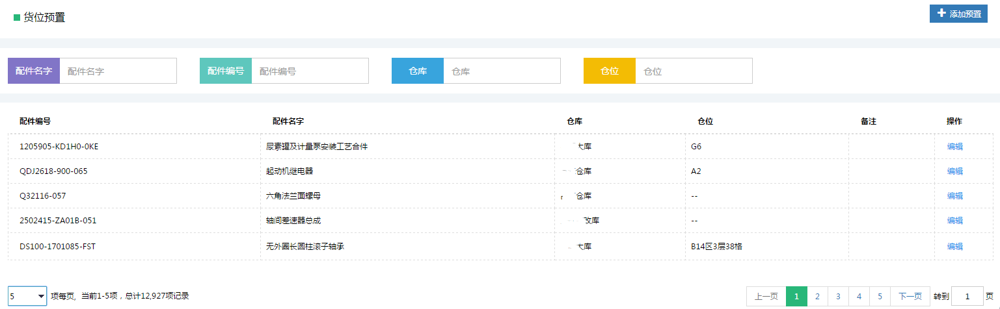 货位预置
添加预置
配件名字 配件名字 配件编号 配件编号 仓库 仓库 仓位 仓位
配件编号 配件名字 仓库 仓位 备注 操作
1205905-KD1H0-0KE 尿素罐及计量泵安装工艺合件 大库 G6 编辑
QDJ2618-900-065 起动机继电器 仓库 A2 编辑
Q32116-057 六角法兰面螺母 仓库 -- 编辑
2502415-ZA01B-051 轴间差速器总成 改库 -- 编辑
DS100-1701085-FST 无外圈长圆柱滚子轴承 大库 B14区3层38格 编辑
5 项每页, 当前1-5项，总计12,927项记录 上一页 1 2 3 4 5 下一页 转到 1 页